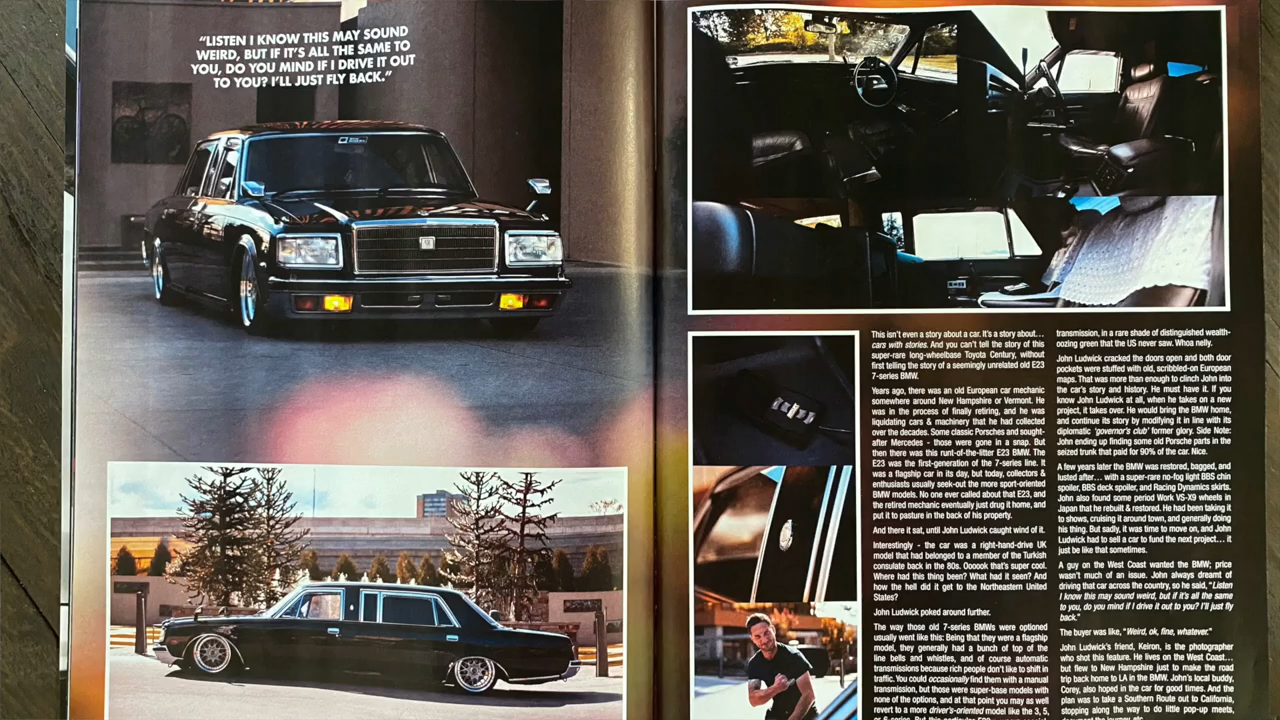 “LISTEN I KNOW THIS MAY SOUND
WEIRD, BUT IF IT’S ALL THE SAME TO
YOU, DO YOU MIND IF I DRIVE IT OUT
TO YOU? I’LL JUST FLY BACK.”
This isn't even a story about a car. It's a story about…
cars with stories. And you can't tell the story of this
super-rare long-wheelbase Toyota Century, without
first telling the story of a seemingly unrelated old E23
7-series BMW.
Years ago, there was an old European car mechanic
somewhere around New Hampshire or Vermont. He
was in the process of finally retiring, and he was
liquidating cars & machinery that he had collected
over the decades. Some classic Porsches and sought-
after Mercedes - those were gone in a snap. But
then there was this runt-of-the-litter E23 BMW. The
E23 was the first-generation of the 7-series line. It
was a flagship car in its day, but today, collectors &
enthusiasts usually seek-out the more sport-oriented
BMW models. No one ever called about that E23, and
the retired mechanic eventually just drug it home, and
put it to pasture in the back of his property.
And there it sat, until John Ludwick caught wind of it.
Interestingly - the car was a right-hand-drive UK
model that had belonged to a member of the Turkish
consulate back in the 80s. Oooook that's super cool.
Where had this thing been? What had it seen? And
how the hell did it get to the Northeastern United
States?
John Ludwick poked around further.
The way those old 7-series BMWs were optioned
usually went like this: Being that they were a flagship
model, they generally had a bunch of top of the
line bells and whistles, and of course automatic
transmissions because rich people don't like to shift in
traffic. You could occasionally find them with a manual
transmission, but those were super-base models with
none of the options, and at that point you may as well
revert to a more driver's-oriented model like the 3, 5,
transmission, in a rare shade of distinguished wealth-
oozing green that the US never saw. Whoa nelly.
John Ludwick cracked the doors open and both door
pockets were stuffed with old, scribbled-on European
maps. That was more than enough to clinch John into
the car's story and history. He must have it. If you
know John Ludwick at all, when he takes on a new
project, it takes over. He would bring the BMW home,
and continue its story by modifying it in line with its
diplomatic 'governor's club' former glory. Side Note:
John ending up finding some old Porsche parts in the
seized trunk that paid for 90% of the car. Nice.
A few years later the BMW was restored, bagged, and
lusted after… with a super-rare no-fog light BBS chin
spoiler, BBS deck spoiler, and Racing Dynamics skirts.
John also found some period Work VS-X9 wheels in
Japan that he rebuilt & restored. He had been taking it
to shows, cruising it around town, and generally doing
his thing. But sadly, it was time to move on, and John
Ludwick had to sell a car to fund the next project… it
just be like that sometimes.
A guy on the West Coast wanted the BMW; price
wasn't much of an issue. John always dreamt of
driving that car across the country, so he said, “Listen
I know this may sound weird, but if it's all the same
to you, do you mind if I drive it out to you? I'll just fly
back.”
The buyer was like, “Weird, ok, fine, whatever.”
John Ludwick's friend, Keiron, is the photographer
who shot this feature. He lives on the West Coast…
but flew to New Hampshire just to make the road
trip back home to LA in the BMW. John's local buddy,
Corey, also hoped in the car for good times. And the
plan was to take a Southern Route out to California,
stopping along the way to do little pop-up meets,